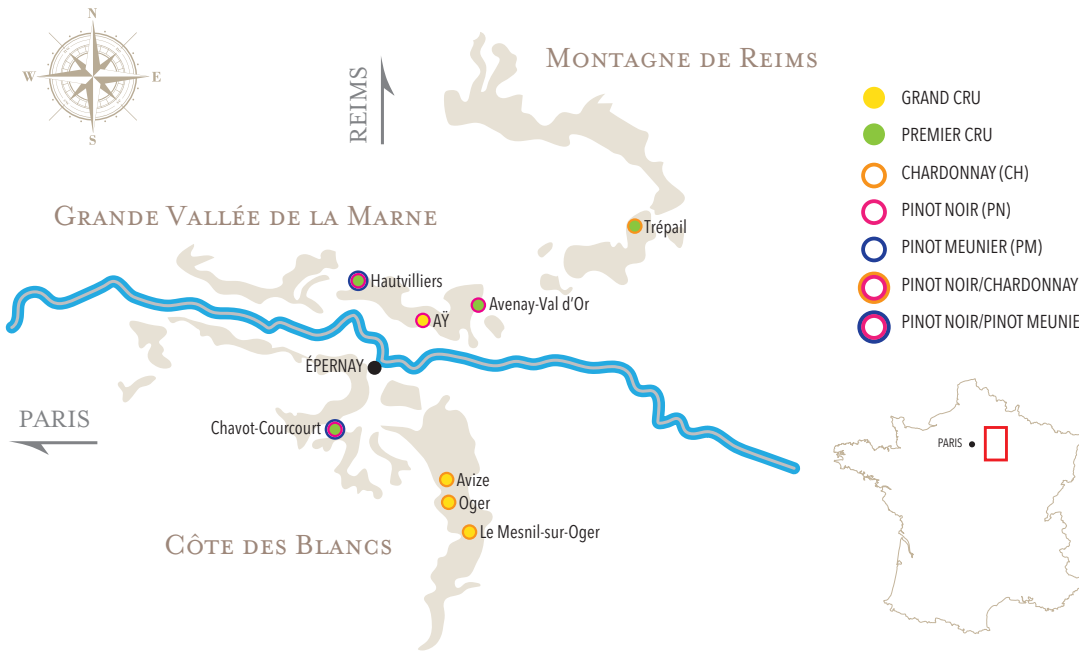 N
W
E
S
REIMS
MONTAGNE DE REIMS
GRAND CRU
PREMIER CRU
CHARDONNAY (CH)
PINOT NOIR (PN)
PINOT MEUNIER (PM)
PINOT NOIR/CHARDONNAY
PINOT NOIR/PINOT MEUNIE
GRANDE VALLÉE DE LA MARNE
Trépail
Hautvilliers
Avenay-Val d'Or
AŸ
ÉPERNAY
PARIS
Chavot-Courcourt
Avize
Oger
Le Mesnil-sur-Oger
CÔTE DES BLANCS
PARIS